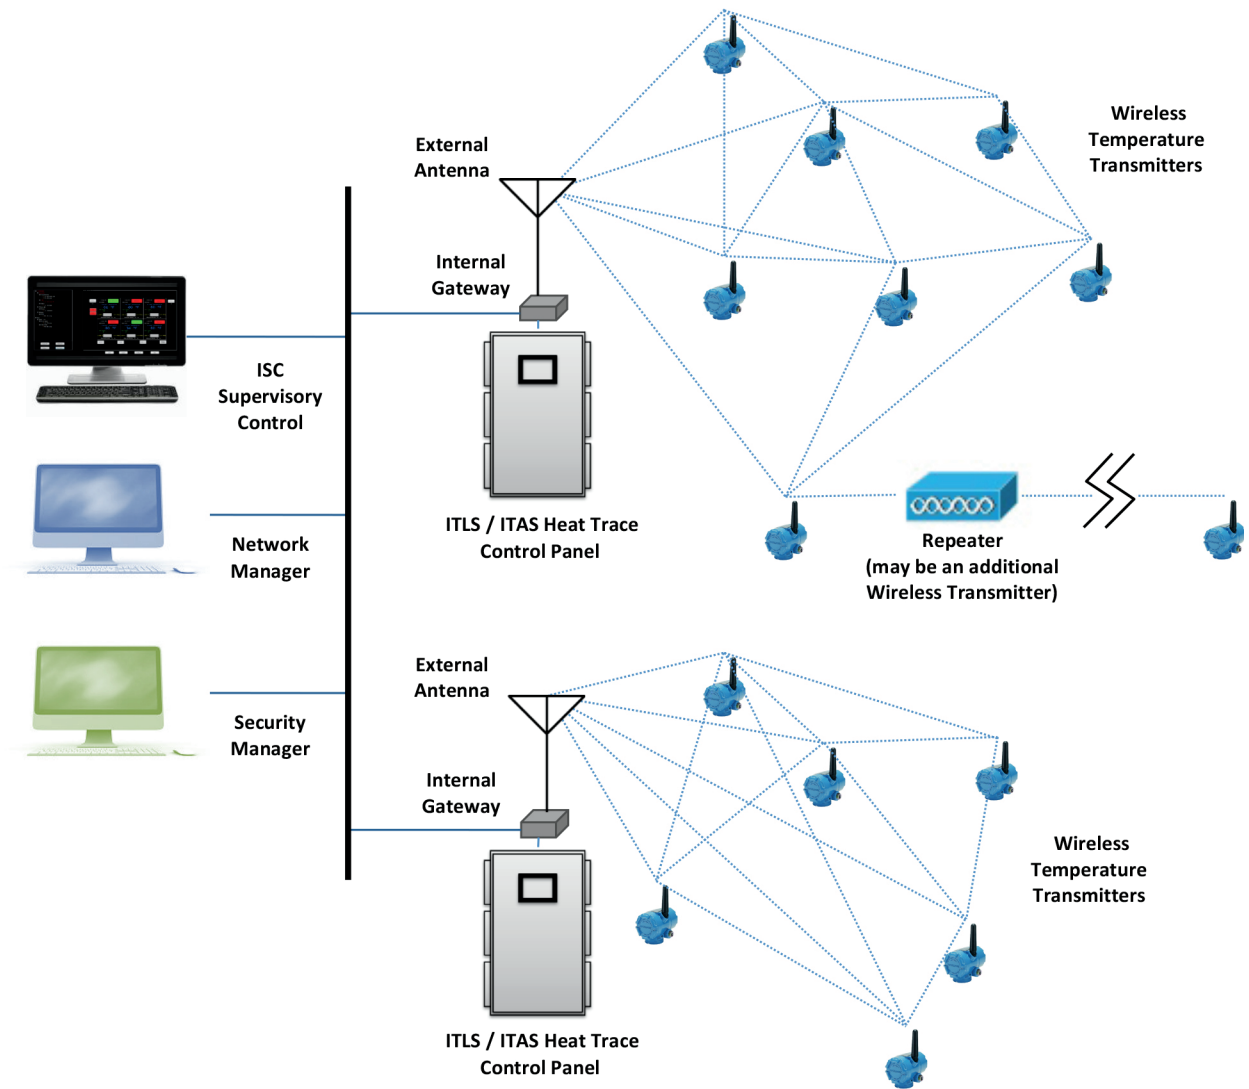 External
Antenna
Wireless
Temperature
Transmitters
Internal
Gateway
ISC
Supervisory
Control
ITLS / ITAS Heat Trace
Control Panel
Repeater
(may be an additional
Wireless Transmitter)
Network
Manager
External
Antenna
Security
Manager
Internal
Gateway
Wireless
Temperature
Transmitters
ITLS / ITAS Heat Trace
Control Panel